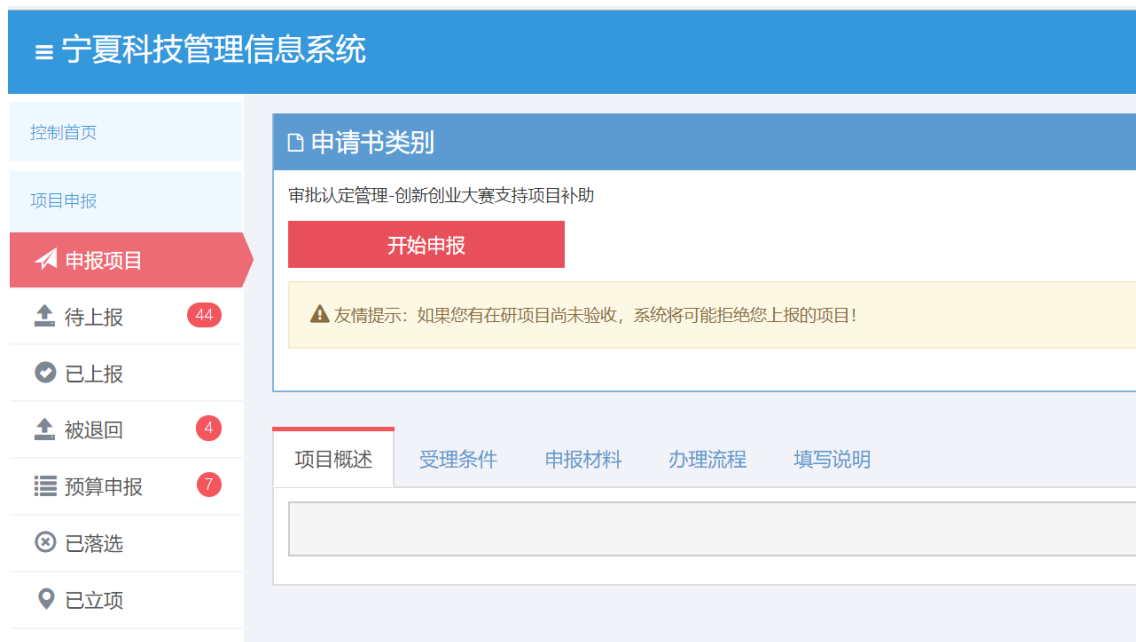 宁夏科技管理信息系统
控制首页
项目申报
申报项目
待上报 44
已上报
被退回 4
预算申报 7
已落选
已立项
申请书类别
审批认定管理-创新创业大赛支持项目补助
开始申报
友情提示：如果您有在研项目尚未验收，系统将可能拒绝您上报的项目！
项目概述 受理条件 申报材料 办理流程 填写说明